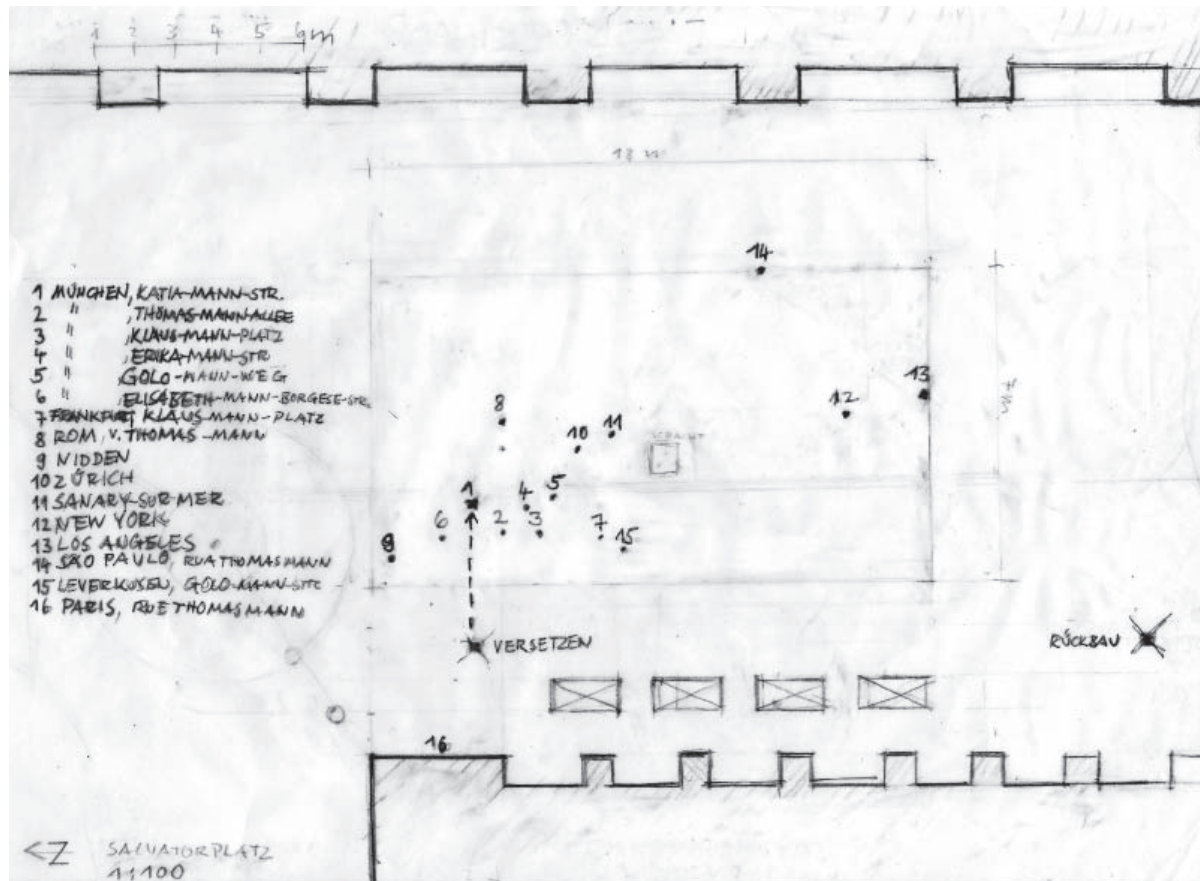 1 2 3 4 5 6 m
18 m
14
1 MÜNCHEN, KATIA-MANN-STR.
2 " , THOMAS-MANN-ALLEE
3 " , KLAUS-MANN-PLATZ
4 " , ERIKA-MANN-STR
5 " , GOLO-MANN-WEG
6 " , ELISABETH-MANN-BORGESE-STR.
7 FRANKFURT, KLAUS-MANN-PLATZ
8 ROM, V. THOMAS-MANN
9 NIDDEN
10 ZÜRICH
11 SANARY-SUR-MER
12 NEW YORK
13 LOS ANGELES
14 SÃO PAULO, RUA THOMAS MANN
15 LEVERKUSEN, GOLO-MANN-STR
16 PARIS, RUE THOMAS MANN
13
12
8
11
10
5
4
1
6
2
3
7
15
9
VERSETZEN
RÜCKBAU
16
<Z SALVATORPLATZ
1:100